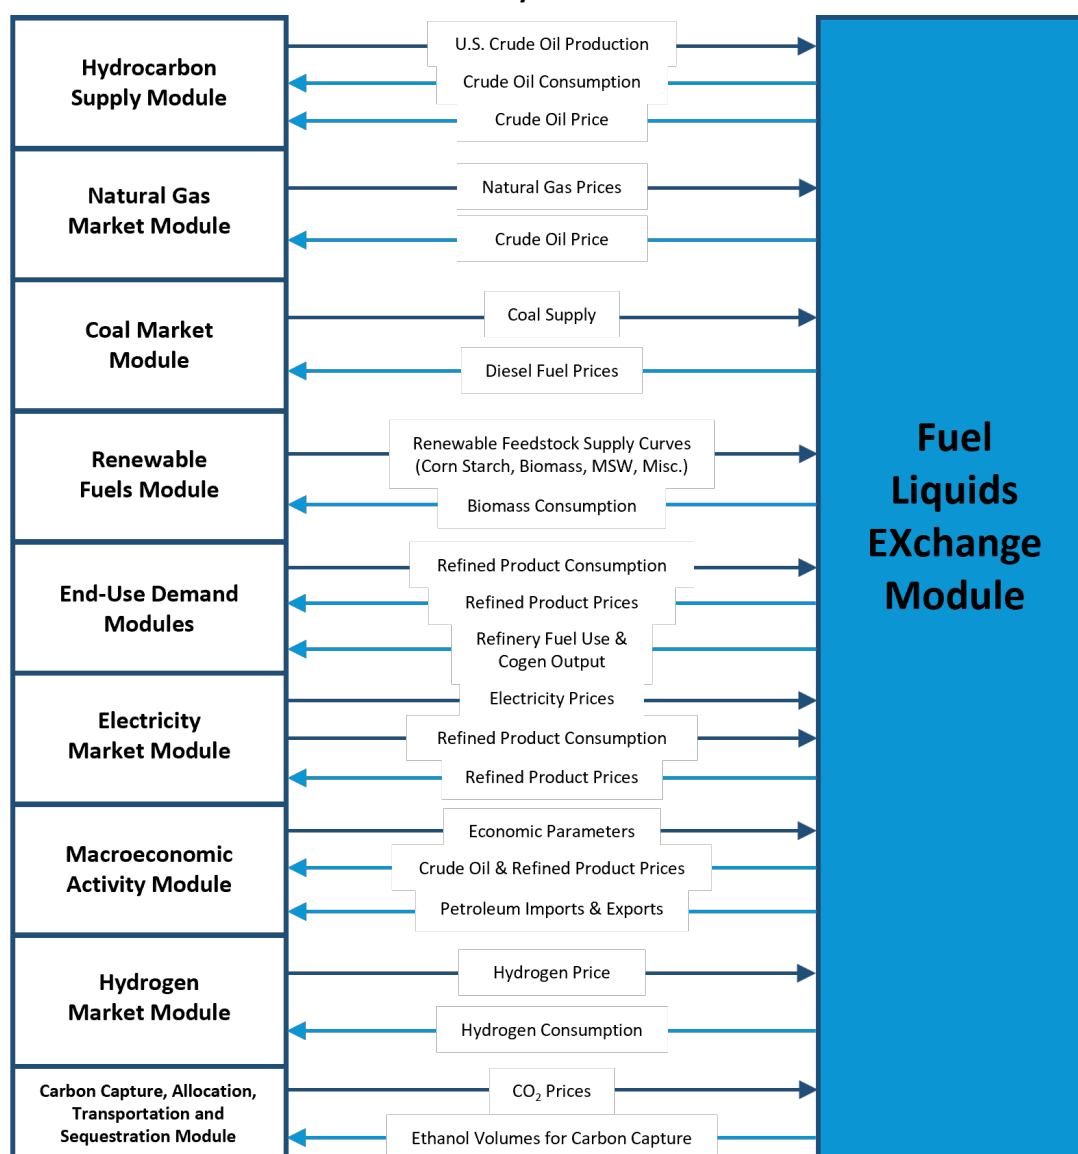 Hydrocarbon
Supply Module
U.S. Crude Oil Production
Crude Oil Consumption
Crude Oil Price
Natural Gas
Market Module
Natural Gas Prices
Crude Oil Price
Coal Market
Module
Coal Supply
Diesel Fuel Prices
Renewable
Fuels Module
Renewable Feedstock Supply Curves
(Corn Starch, Biomass, MSW, Misc.)
Biomass Consumption
End-Use Demand
Modules
Refined Product Consumption
Refined Product Prices
Refinery Fuel Use &
Cogen Output
Electricity
Market Module
Electricity Prices
Refined Product Consumption
Refined Product Prices
Macroeconomic
Activity Module
Economic Parameters
Crude Oil & Refined Product Prices
Petroleum Imports & Exports
Hydrogen
Market Module
Hydrogen Price
Hydrogen Consumption
Carbon Capture, Allocation,
Transportation and
Sequestration Module
CO₂ Prices
Ethanol Volumes for Carbon Capture
Fuel
Liquids
EXchange
Module